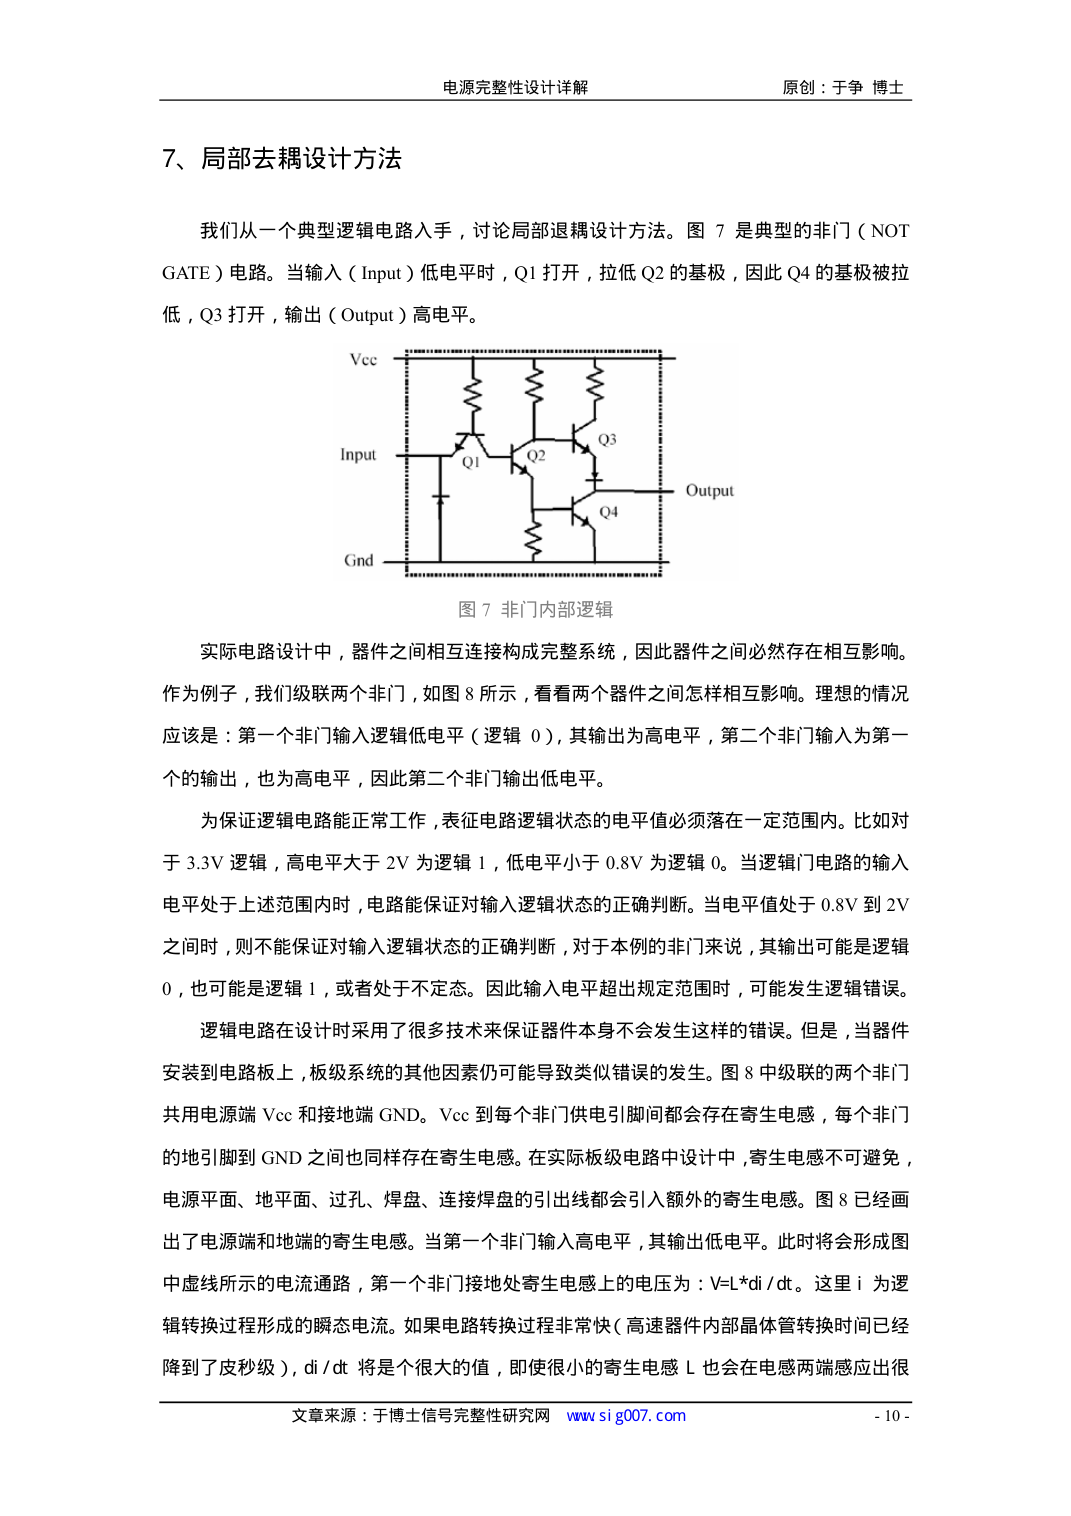 电源完整性设计详解 原创：于争 博士
7、局部去耦设计方法
我们从一个典型逻辑电路入手，讨论局部退耦设计方法。图 7 是典型的非门（NOT
GATE）电路。当输入（Input）低电平时，Q1 打开，拉低 Q2 的基极，因此 Q4 的基极被拉
低，Q3 打开，输出（Output）高电平。
Vcc
Q3
Input
Q1
Q2
Output
Q4
Gnd
图 7 非门内部逻辑
实际电路设计中，器件之间相互连接构成完整系统，因此器件之间必然存在相互影响。
作为例子，我们级联两个非门，如图 8 所示，看看两个器件之间怎样相互影响。理想的情况
应该是：第一个非门输入逻辑低电平（逻辑 0），其输出为高电平，第二个非门输入为第一
个的输出，也为高电平，因此第二个非门输出低电平。
为保证逻辑电路能正常工作，表征电路逻辑状态的电平值必须落在一定范围内。比如对
于 3.3V 逻辑，高电平大于 2V 为逻辑 1，低电平小于 0.8V 为逻辑 0。当逻辑门电路的输入
电平处于上述范围内时，电路能保证对输入逻辑状态的正确判断。当电平值处于 0.8V 到 2V
之间时，则不能保证对输入逻辑状态的正确判断，对于本例的非门来说，其输出可能是逻辑
0，也可能是逻辑 1，或者处于不定态。因此输入电平超出规定范围时，可能发生逻辑错误。
逻辑电路在设计时采用了很多技术来保证器件本身不会发生这样的错误。但是，当器件
安装到电路板上，板级系统的其他因素仍可能导致类似错误的发生。图 8 中级联的两个非门
共用电源端 Vcc 和接地端 GND。Vcc 到每个非门供电引脚间都会存在寄生电感，每个非门
的地引脚到 GND 之间也同样存在寄生电感。在实际板级电路中设计中，寄生电感不可避免，
电源平面、地平面、过孔、焊盘、连接焊盘的引出线都会引入额外的寄生电感。图 8 已经画
出了电源端和地端的寄生电感。当第一个非门输入高电平，其输出低电平。此时将会形成图
中虚线所示的电流通路，第一个非门接地处寄生电感上的电压为：V=L*di/dt。这里 i 为逻
辑转换过程形成的瞬态电流。如果电路转换过程非常快（高速器件内部晶体管转换时间已经
降到了皮秒级），di/dt 将是个很大的值，即使很小的寄生电感 L 也会在电感两端感应出很
文章来源：于博士信号完整性研究网 www.sig007.com - 10 -